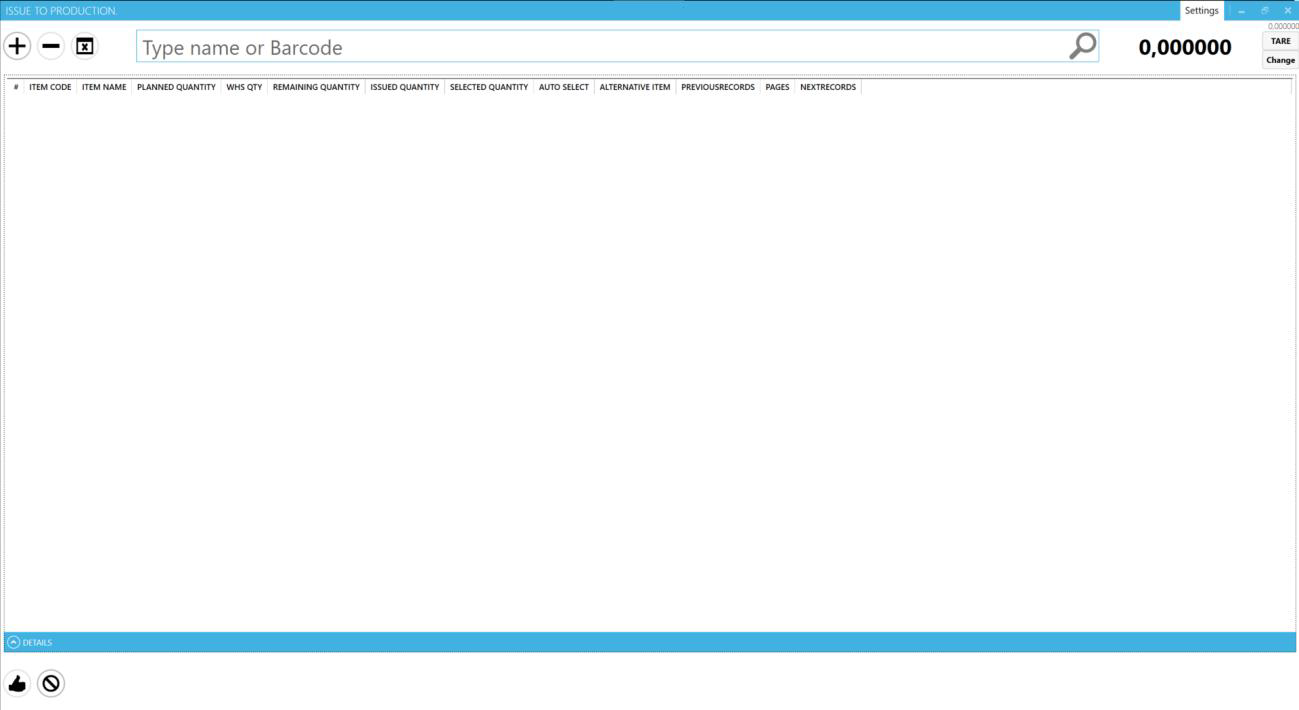 ISSUE TO PRODUCTION.
Settings
0,000000
Type name or Barcode
0,000000
TARE
Change
# ITEM CODE ITEM NAME PLANNED QUANTITY WHS QTY REMAINING QUANTITY ISSUED QUANTITY SELECTED QUANTITY AUTO SELECT ALTERNATIVE ITEM PREVIOUSRECORDS PAGES NEXTRECORDS
DETAILS